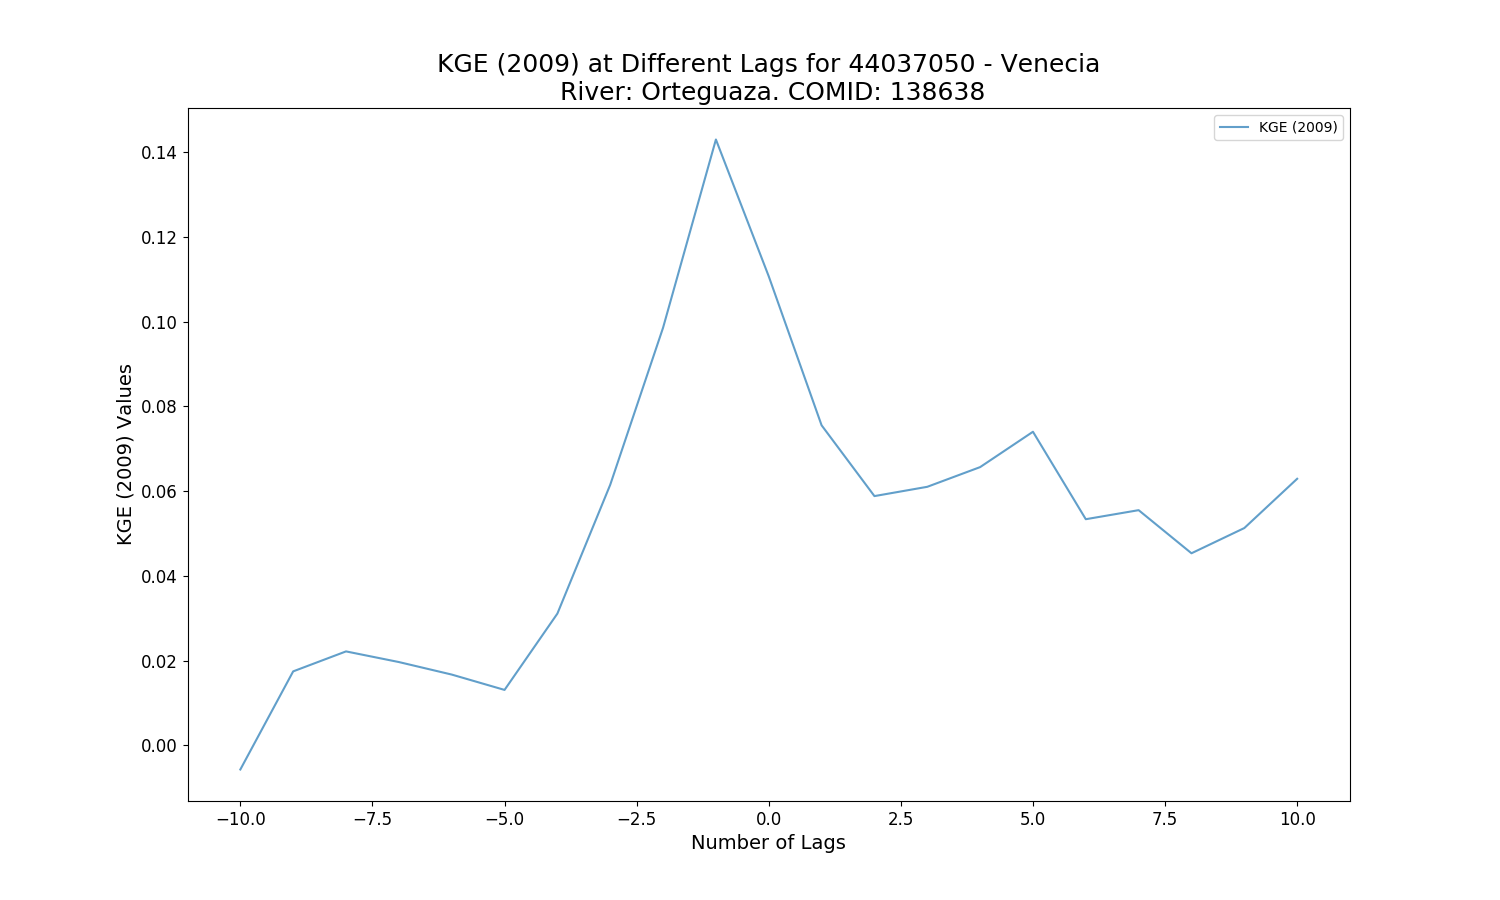 KGE (2009) at Different Lags for 44037050 - Venecia
River: Orteguaza. COMID: 138638
KGE (2009)
0.14
0.12
0.10
0.08
0.06
0.04
0.02
0.00
KGE (2009) Values
−10.0 −7.5 −5.0 −2.5 0.0 2.5 5.0 7.5 10.0
Number of Lags